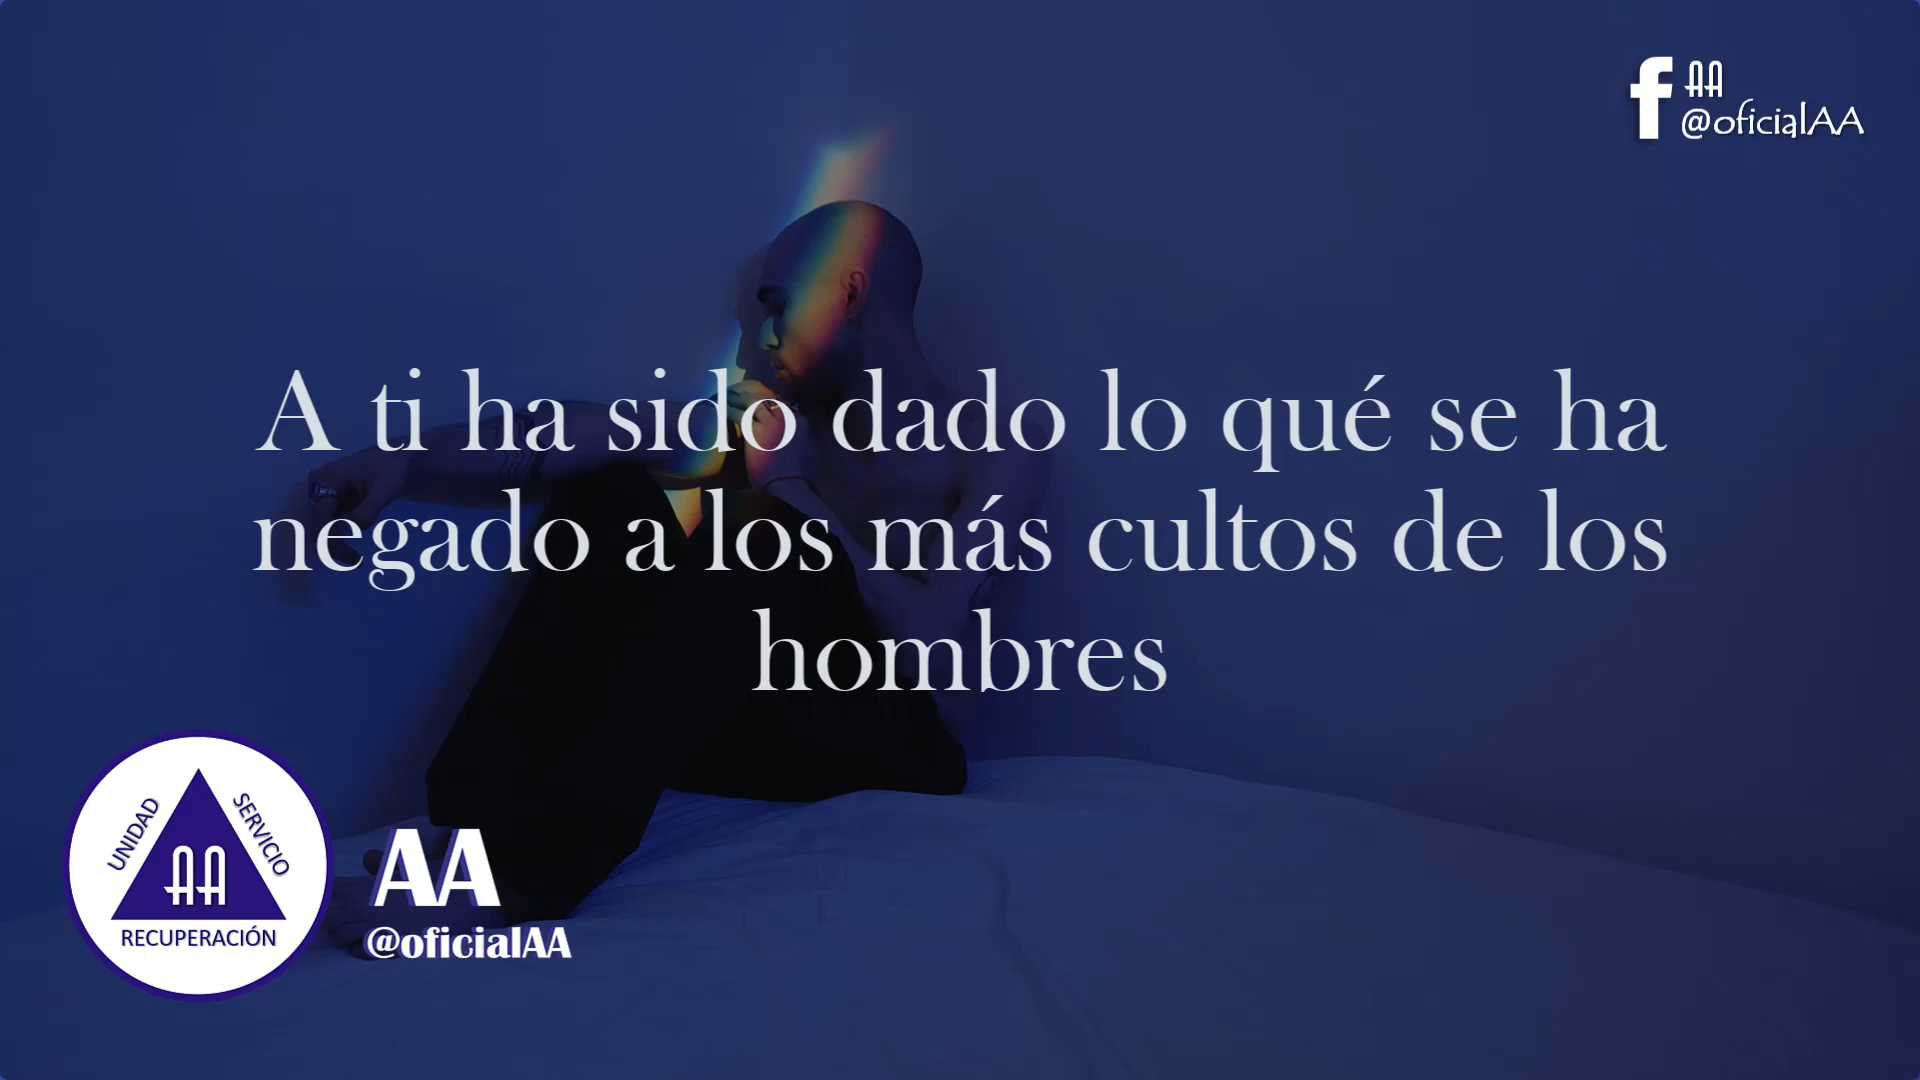 AA
@oficialAA
A ti ha sido dado lo qué se ha
negado a los más cultos de los
hombres
UNIDAD
SERVICIO
AA
RECUPERACIÓN
AA
@oficialAA